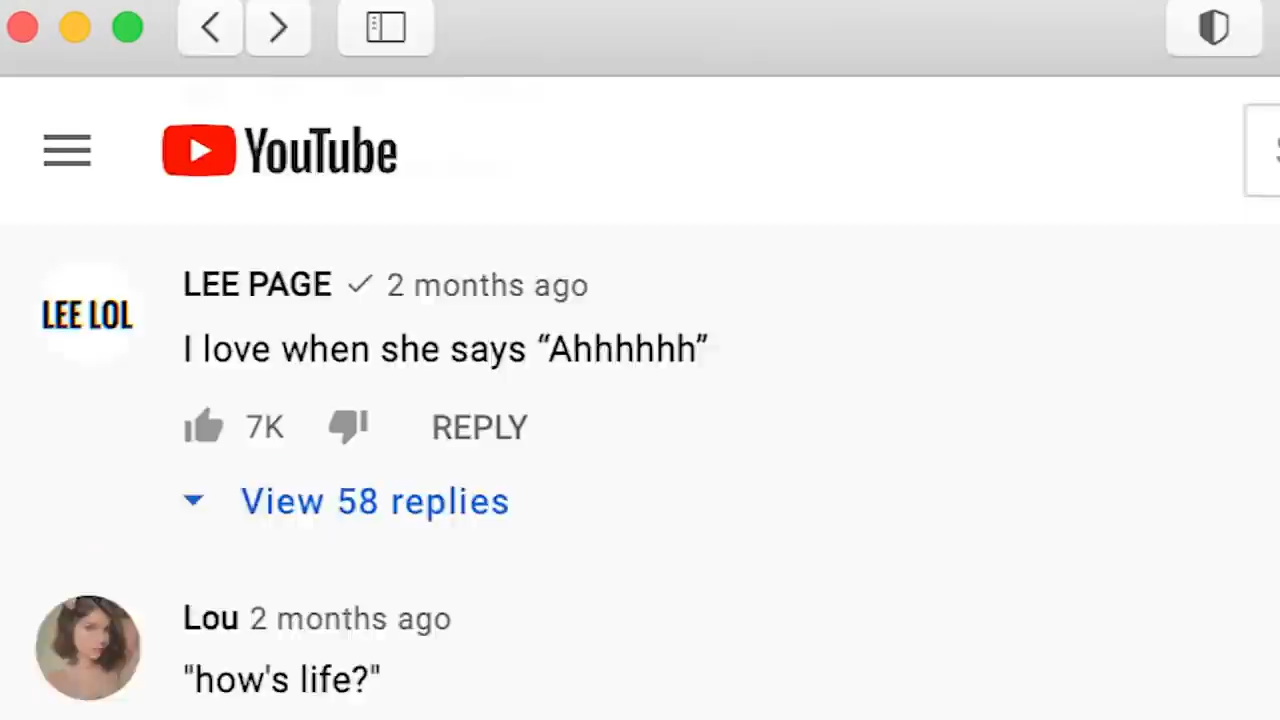 YouTube
LEE PAGE 2 months ago
LEE LOL
I love when she says “Ahhhhhh”
7K REPLY
View 58 replies
Lou 2 months ago
"how's life?"